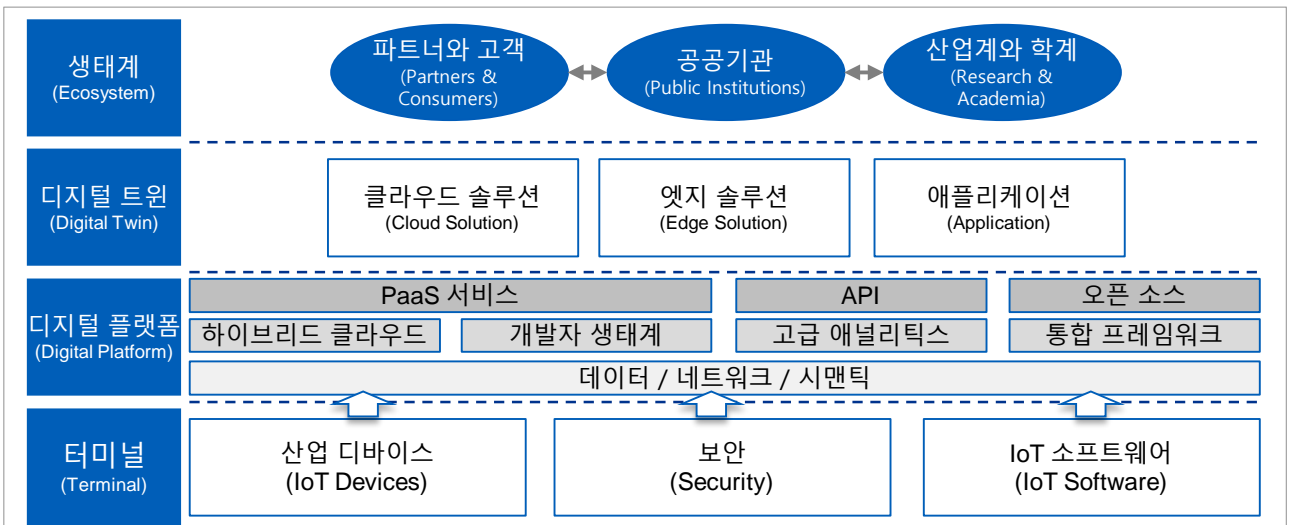 생태계
(Ecosystem)
파트너와 고객
(Partners &
Consumers)
공공기관
(Public Institutions)
산업계와 학계
(Research &
Academia)
디지털 트윈
(Digital Twin)
클라우드 솔루션
(Cloud Solution)
엣지 솔루션
(Edge Solution)
애플리케이션
(Application)
디지털 플랫폼
(Digital Platform)
PaaS 서비스
API
오픈 소스
하이브리드 클라우드
개발자 생태계
고급 애널리틱스
통합 프레임워크
데이터 / 네트워크 / 시맨틱
터미널
(Terminal)
산업 디바이스
(IoT Devices)
보안
(Security)
IoT 소프트웨어
(IoT Software)